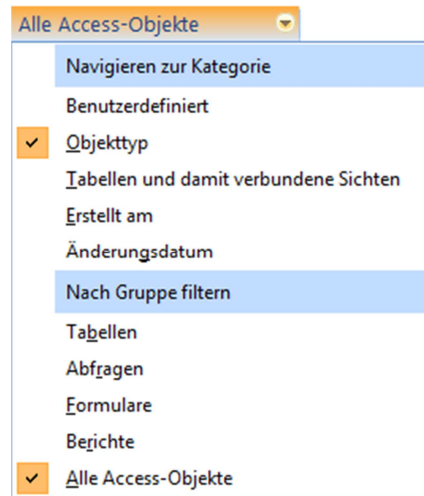 Alle Access-Objekte
Navigieren zur Kategorie
Benutzerdefiniert
Objekttyp
Tabellen und damit verbundene Sichten
Erstellt am
Änderungsdatum
Nach Gruppe filtern
Tabellen
Abfragen
Formulare
Berichte
Alle Access-Objekte